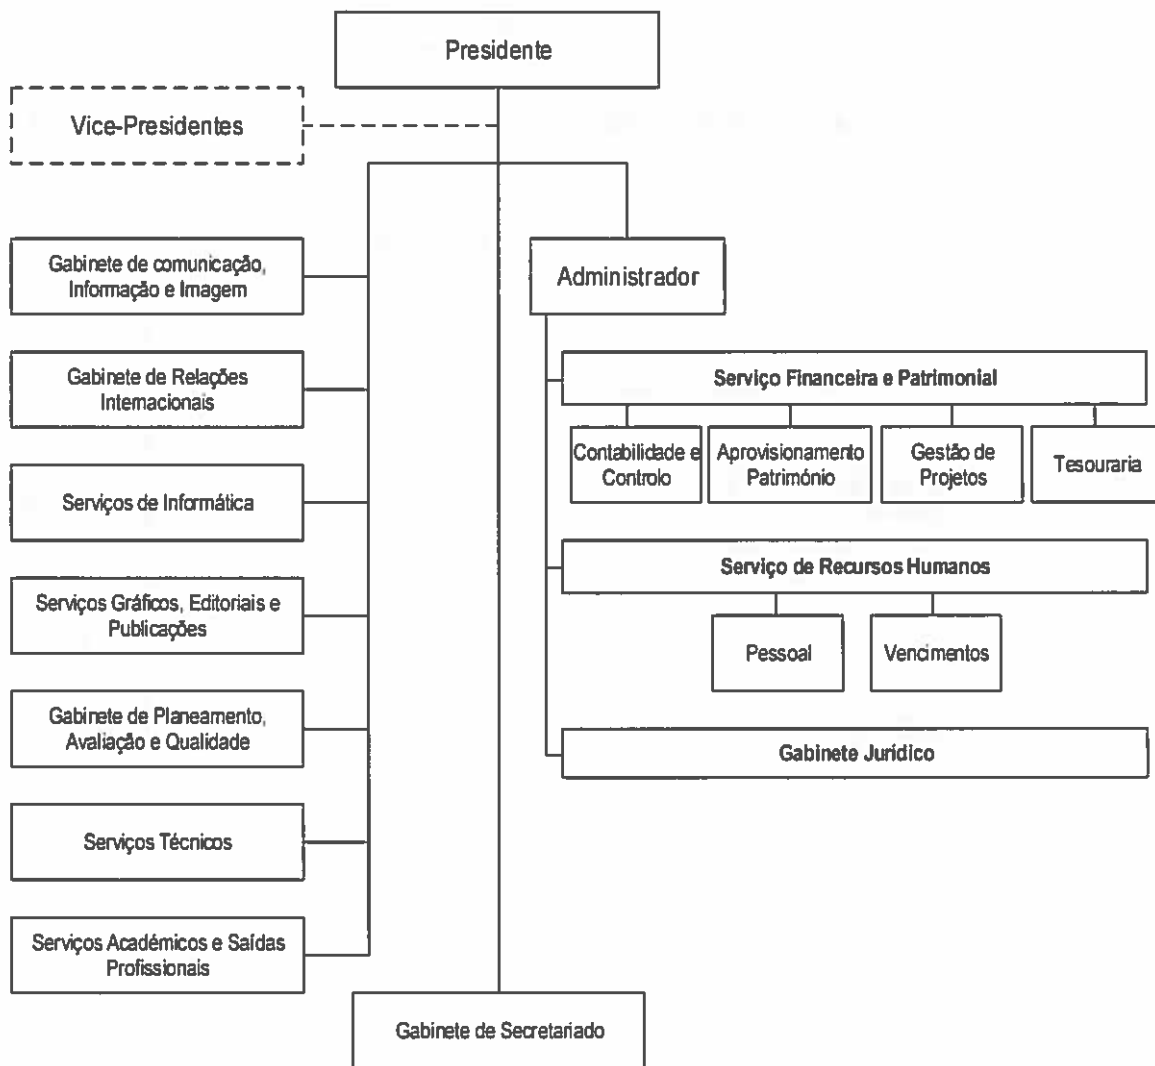 Presidente
Vice-Presidentes
Gabinete de comunicação,
Informação e Imagem
Administrador
Gabinete de Relações
Internacionais
Serviço Financeira e Patrimonial
Contabilidade e
Controlo
Aprovisionamento
Património
Gestão de
Projetos
Tesouraria
Serviços de Informática
Serviço de Recursos Humanos
Serviços Gráficos, Editoriais e
Publicações
Pessoal
Vencimentos
Gabinete de Planeamento,
Avaliação e Qualidade
Gabinete Jurídico
Serviços Técnicos
Serviços Académicos e Saídas
Profissionais
Gabinete de Secretariado